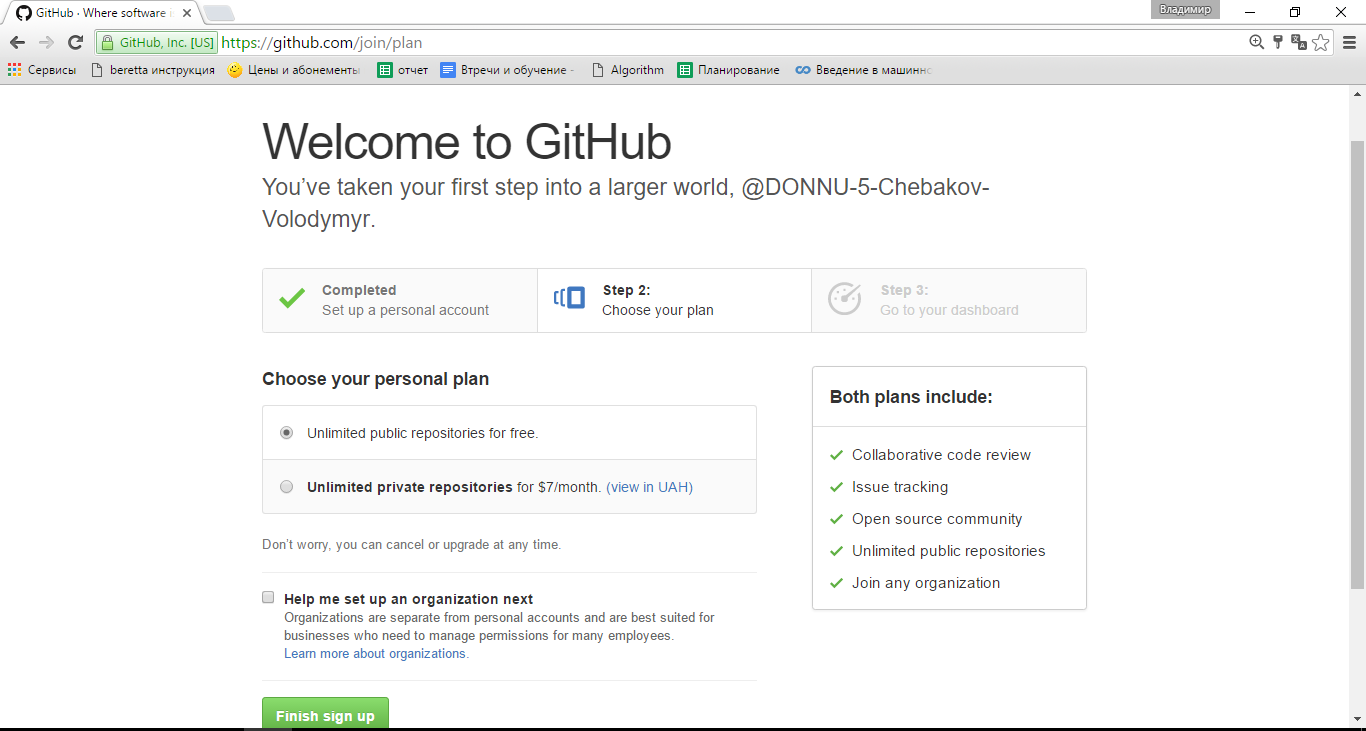 GitHub · Where software i
Владимир
GitHub, Inc. [US] https://github.com/join/plan
Сервисы beretta инструкция Цены и абонементы отчет Втречи и обучение - Algorithm Планирование Введение в машинно
Welcome to GitHub
You’ve taken your first step into a larger world, @DONNU-5-Chebakov-
Volodymyr.
Completed
Set up a personal account
Step 2:
Choose your plan
Step 3:
Go to your dashboard
Choose your personal plan
Unlimited public repositories for free.
Unlimited private repositories for $7/month. (view in UAH)
Don’t worry, you can cancel or upgrade at any time.
Help me set up an organization next
Organizations are separate from personal accounts and are best suited for
businesses who need to manage permissions for many employees.
Learn more about organizations.
Finish sign up
Both plans include:
Collaborative code review
Issue tracking
Open source community
Unlimited public repositories
Join any organization